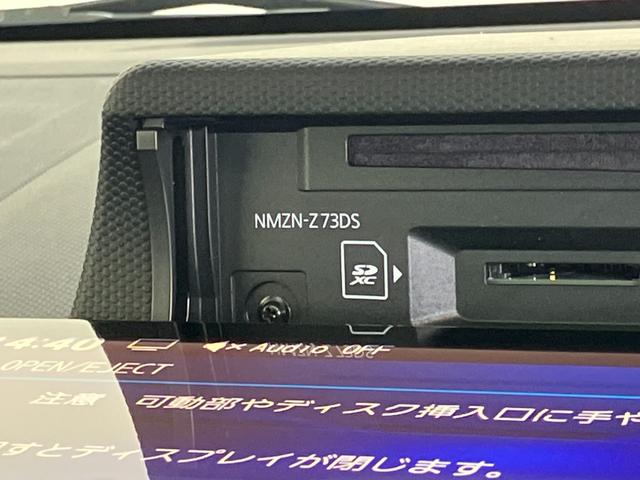 NMZN-Z73DS
SD
XC
4:40 Audio OFF
OPEN/EJECT
注意 可動部やディスク挿入口に手や
すとディスプレイが閉じます。